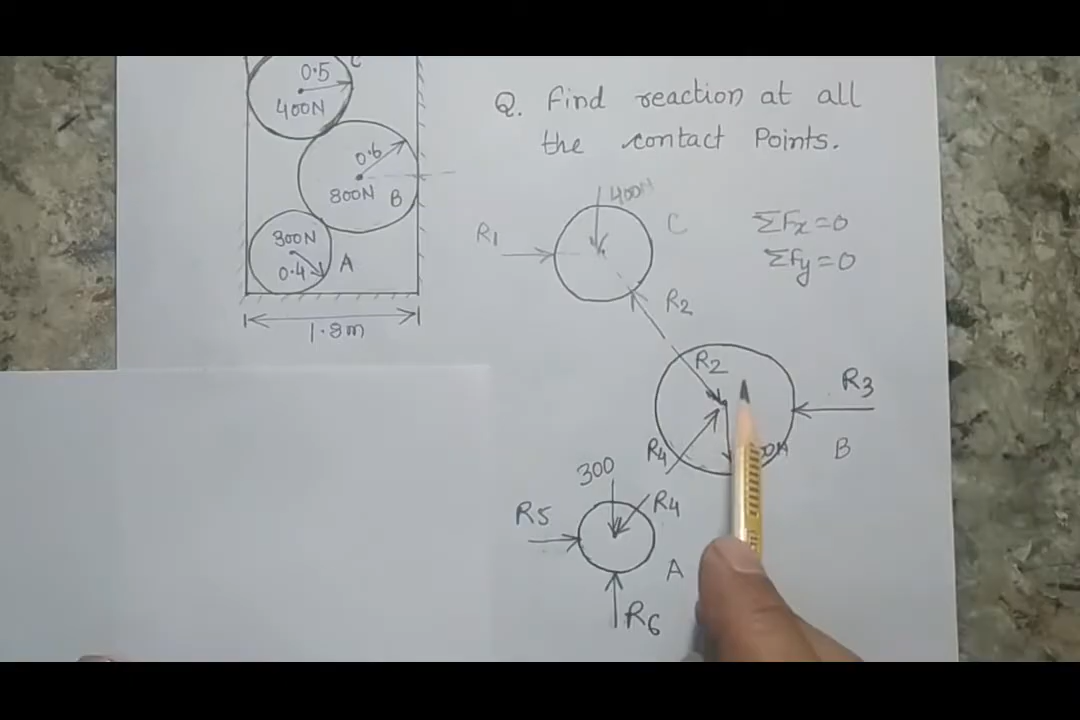 0.5
C
400N
Q. Find reaction at all
the contact Points.
0.6
800N
B
300N
0.4
A
1.8m
400N
C
ΣFx=0
ΣFy=0
R1
R2
R2
R3
R4
B
300
R4
R5
A
R6